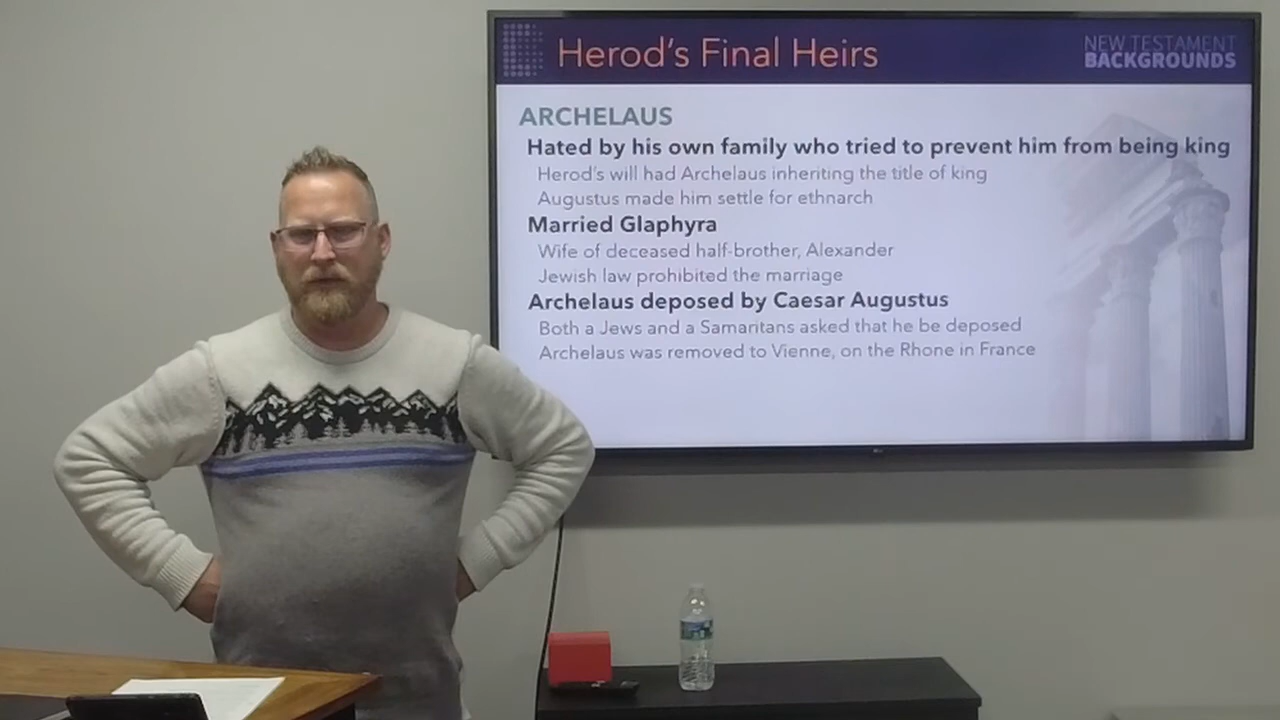 Herod's Final Heirs
NEW TESTAMENT
BACKGROUNDS
ARCHELAUS
Hated by his own family who tried to prevent him from being king
Herod's will had Archelaus inheriting the title of king
Augustus made him settle for ethnarch
Married Glaphyra
Wife of deceased half-brother, Alexander
Jewish law prohibited the marriage
Archelaus deposed by Caesar Augustus
Both a Jews and a Samaritans asked that he be deposed
Archelaus was removed to Vienne, on the Rhone in France